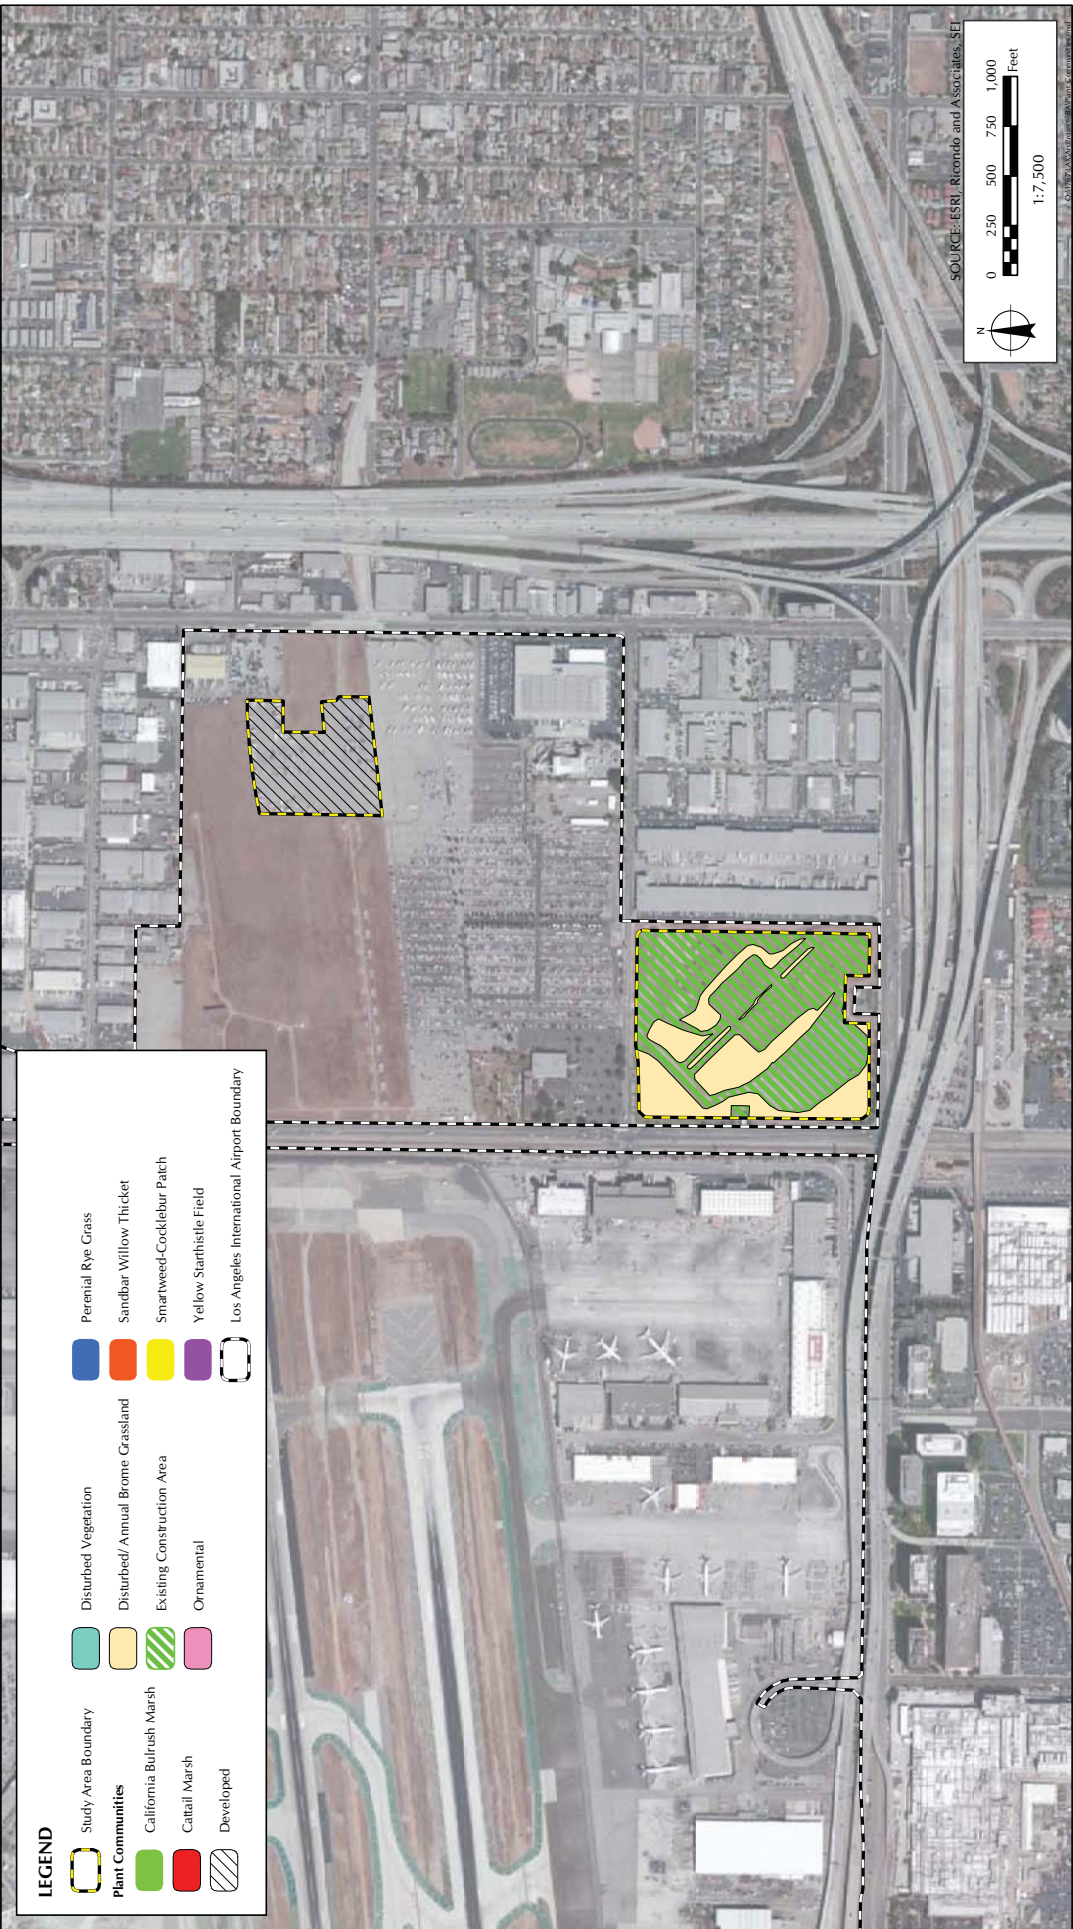 LEGEND
Study Area Boundary
Plant Communities
California Bulrush Marsh
Cattail Marsh
Developed
Disturbed Vegetation
Disturbed/ Annual Brome Grassland
Existing Construction Area
Ornamental
Perenial Rye Grass
Sandbar Willow Thicket
Smartweed-Cocklebur Patch
Yellow Starthistle Field
Los Angeles International Airport Boundary
SOURCE: ESRI, Ricondo and Associates, SEI
N
0 250 500 750 1,000
Feet
1:7,500